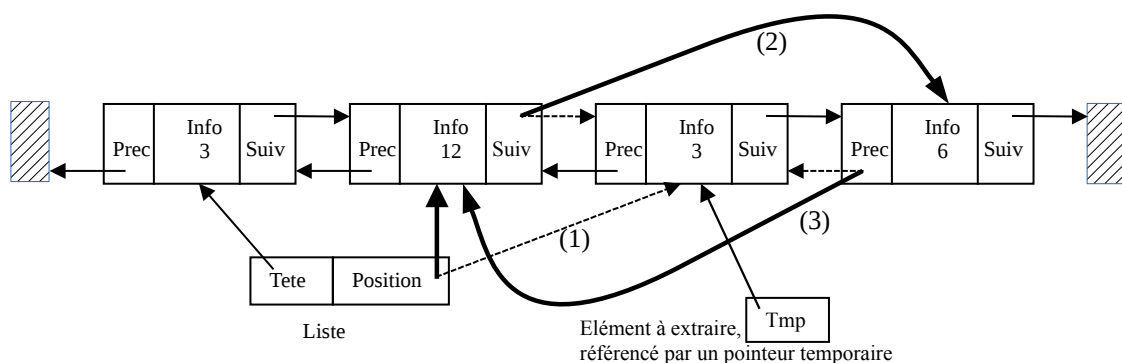 (2)
Prec
Info
3
Suiv
Prec
Info
12
Suiv
Prec
Info
3
Suiv
Prec
Info
6
Suiv
(1)
(3)
Tete
Position
Liste
Tmp
Elément à extraire,
référencé par un pointeur temporaire